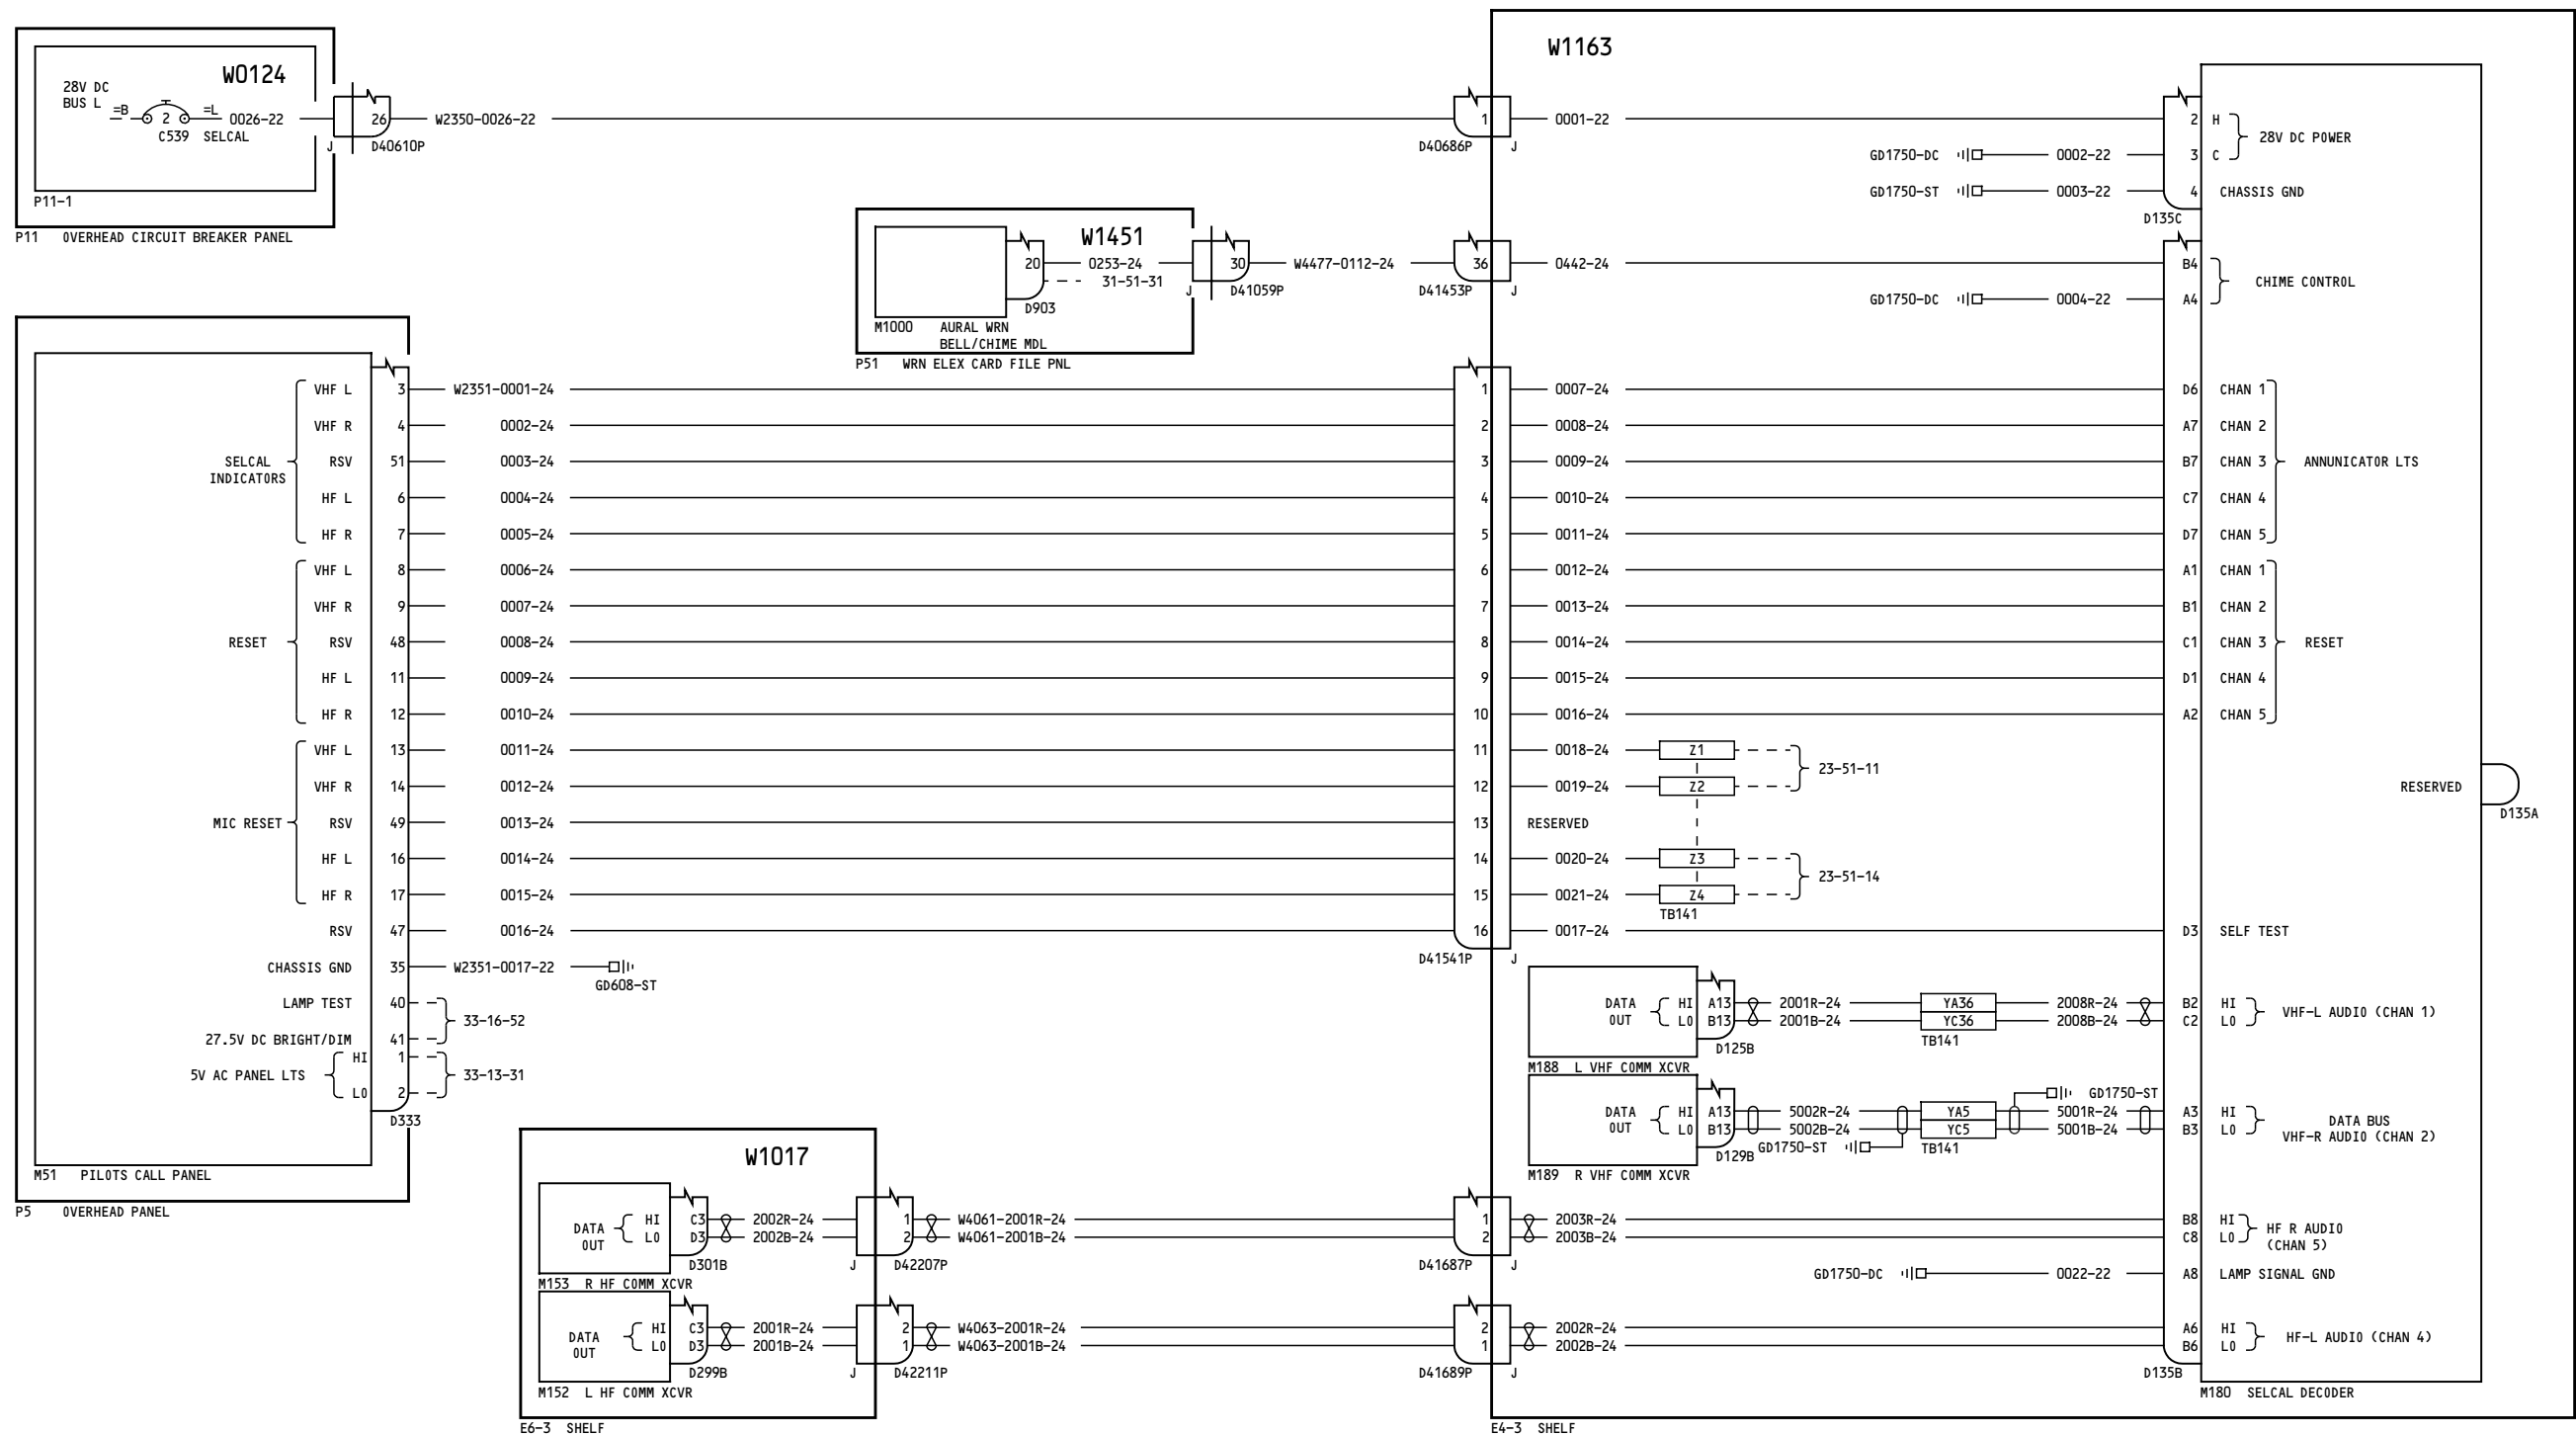 W0124
28V DC
BUS L
=B
2
=L
0026-22
C539 SELCAL
26
J
D40610P
P11-1
P11 OVERHEAD CIRCUIT BREAKER PANEL
W2350-0026-22
1
D40686P
J
W1163
0001-22
2 H
28V DC POWER
GD1750-DC 0002-22 3 C
GD1750-ST 0003-22 4 CHASSIS GND
D135C
W1451
20
0253-24
31-51-31
D903
M1000 AURAL WRN
BELL/CHIME MDL
P51 WRN ELEX CARD FILE PNL
J
30
D41059P
W4477-0112-24
36
D41453P
J
0442-24
B4
CHIME CONTROL
GD1750-DC 0004-22 A4
SELCAL
INDICATORS
VHF L 3 W2351-0001-24 1 0007-24 D6 CHAN 1
VHF R 4 0002-24 2 0008-24 A7 CHAN 2
RSV 51 0003-24 3 0009-24 B7 CHAN 3 ANNUNICATOR LTS
HF L 6 0004-24 4 0010-24 C7 CHAN 4
HF R 7 0005-24 5 0011-24 D7 CHAN 5
VHF L 8 0006-24 6 0012-24 A1 CHAN 1
VHF R 9 0007-24 7 0013-24 B1 CHAN 2
RESET RSV 48 0008-24 8 0014-24 C1 CHAN 3 RESET
HF L 11 0009-24 9 0015-24 D1 CHAN 4
HF R 12 0010-24 10 0016-24 A2 CHAN 5
VHF L 13 0011-24 11 0018-24 Z1
23-51-11
VHF R 14 0012-24 12 0019-24 Z2
RESERVED
D135A
MIC RESET RSV 49 0013-24 13 RESERVED
HF L 16 0014-24 14 0020-24 Z3
23-51-14
HF R 17 0015-24 15 0021-24 Z4
TB141
RSV 47 0016-24 16 0017-24 D3 SELF TEST
D41541P
J
CHASSIS GND 35 W2351-0017-22
GD608-ST
LAMP TEST 40
33-16-52
27.5V DC BRIGHT/DIM 41
5V AC PANEL LTS
HI 1
33-13-31
LO 2
D333
M51 PILOTS CALL PANEL
P5 OVERHEAD PANEL
DATA
OUT
HI A13 2001R-24 YA36 2008R-24 B2 HI
LO B13 2001B-24 YC36 2008B-24 C2 LO
VHF-L AUDIO (CHAN 1)
D125B
TB141
M188 L VHF COMM XCVR
GD1750-ST
DATA
OUT
HI A13 5002R-24 YA5 5001R-24 A3 HI
LO B13 5002B-24 YC5 5001B-24 B3 LO
DATA BUS
VHF-R AUDIO (CHAN 2)
D129B
GD1750-ST
TB141
M189 R VHF COMM XCVR
W1017
DATA
OUT
HI C3 2002R-24 1 W4061-2001R-24 1 2003R-24 B8 HI
LO D3 2002B-24 2 W4061-2001B-24 2 2003B-24 C8 LO
HF R AUDIO
(CHAN 5)
D301B
J
D42207P
D41687P
J
M153 R HF COMM XCVR
GD1750-DC 0022-22 A8 LAMP SIGNAL GND
DATA
OUT
HI C3 2001R-24 2 W4063-2001R-24 2 2002R-24 A6 HI
LO D3 2001B-24 1 W4063-2001B-24 1 2002B-24 B6 LO
HF-L AUDIO (CHAN 4)
D299B
J
D42211P
D41689P
J
D135B
M152 L HF COMM XCVR
M180 SELCAL DECODER
E6-3 SHELF
E4-3 SHELF